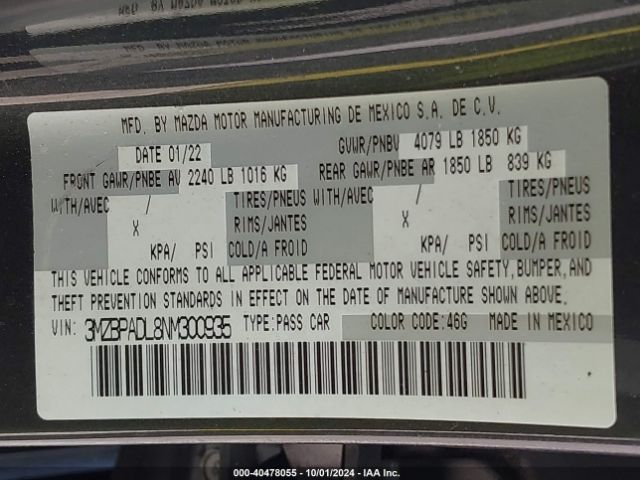 MFD. BY MAZDA MOTOR MANUFACTURING DE MEXICO S.A. DE C.V.
DATE 01/22 GVWR/PNBV 4079 LB 1850 KG
FRONT GAWR/PNBE AV 2240 LB 1016 KG REAR GAWR/PNBE AR 1850 LB 839 KG
WITH/AVEC / TIRES/PNEUS WITH/AVEC / TIRES/PNEUS
X RIMS/JANTES X RIMS/JANTES
KPA/ PSI COLD/A FROID KPA/ PSI COLD/A FROID
THIS VEHICLE CONFORMS TO ALL APPLICABLE FEDERAL MOTOR VEHICLE SAFETY,BUMPER,AND
THEFT PREVENTION STANDARDS IN EFFECT ON THE DATE OF MANUFACTURE SHOWN ABOVE.
VIN: 3MZBPADL8NM300935 TYPE:PASS CAR COLOR CODE:46G MADE IN MEXICO
000-40478055 - 10/01/2024 - IAA Inc.